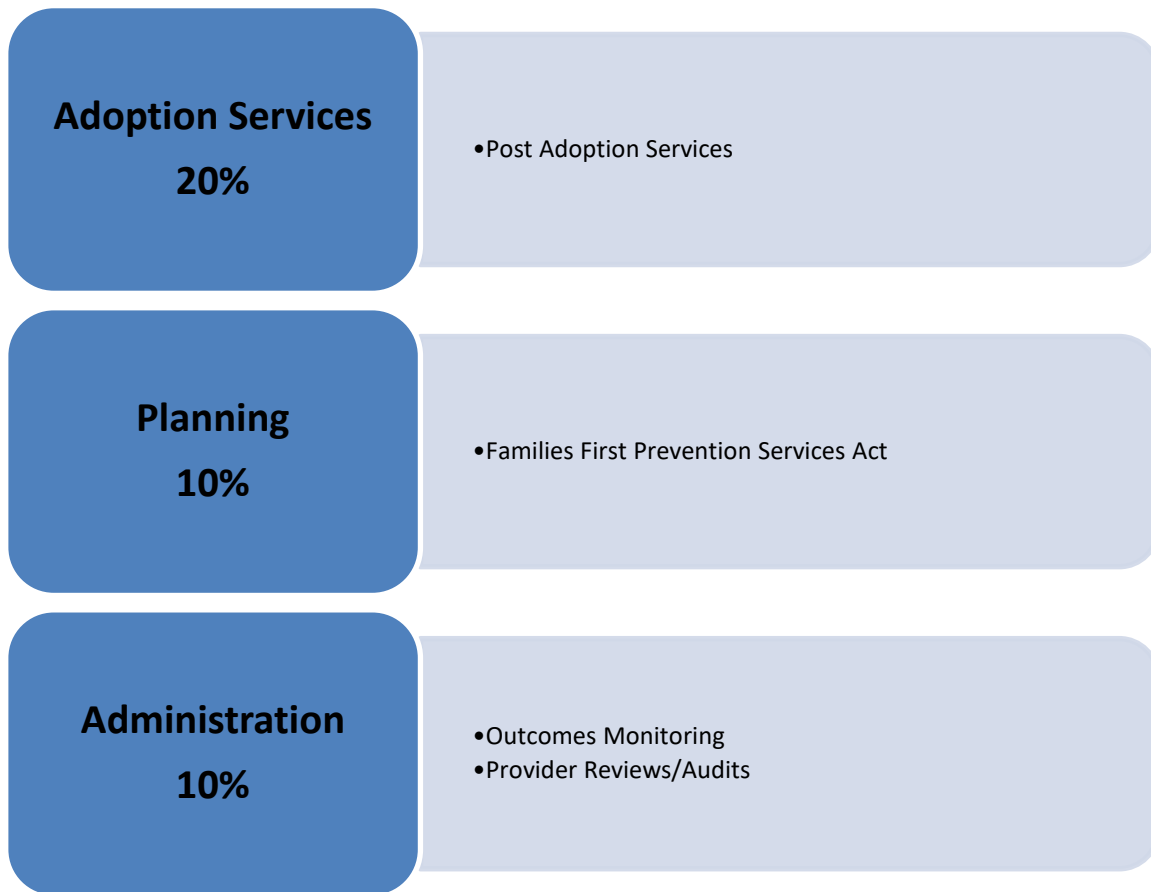 Adoption Services
20%
•Post Adoption Services
Planning
10%
•Families First Prevention Services Act
Administration
10%
•Outcomes Monitoring
•Provider Reviews/Audits